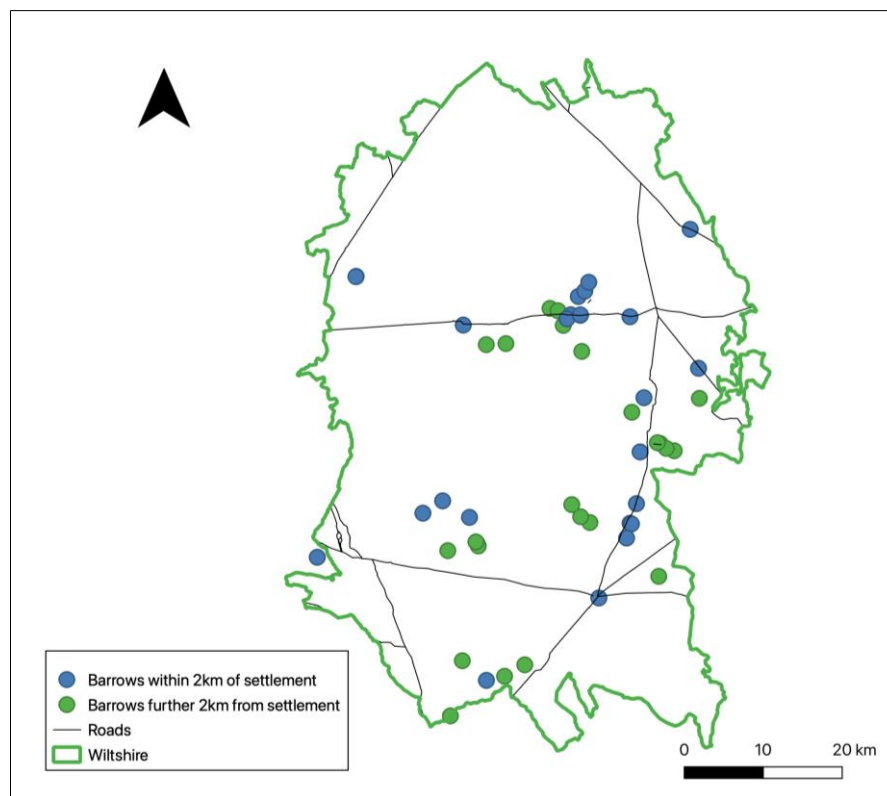 Barrows within 2km of settlement
Barrows further 2km from settlement
Roads
Wiltshire
0 10 20 km